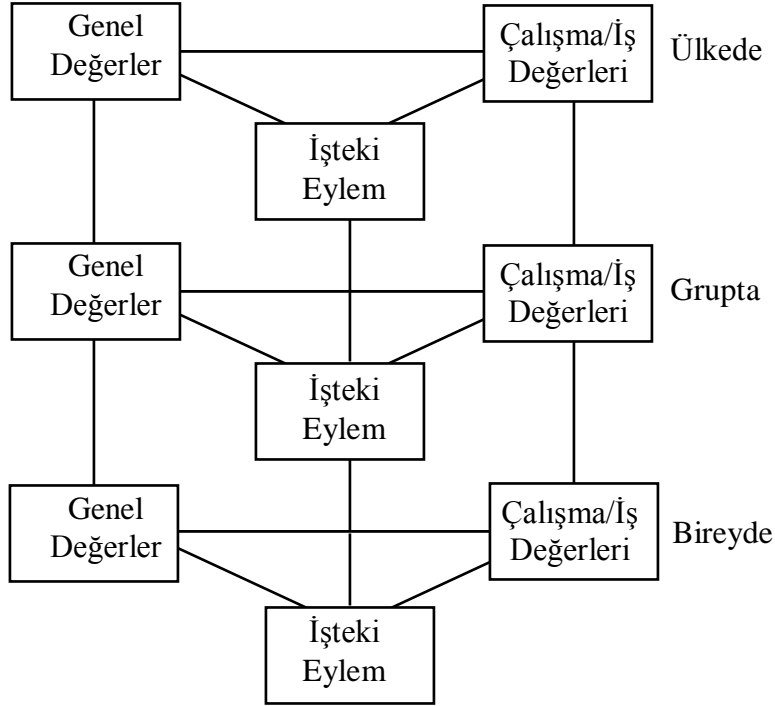 Genel
Değerler
Çalışma/İş
Değerleri
Ülkede
İşteki
Eylem
Genel
Değerler
Çalışma/İş
Değerleri
Grupta
İşteki
Eylem
Genel
Değerler
Çalışma/İş
Değerleri
Bireyde
İşteki
Eylem